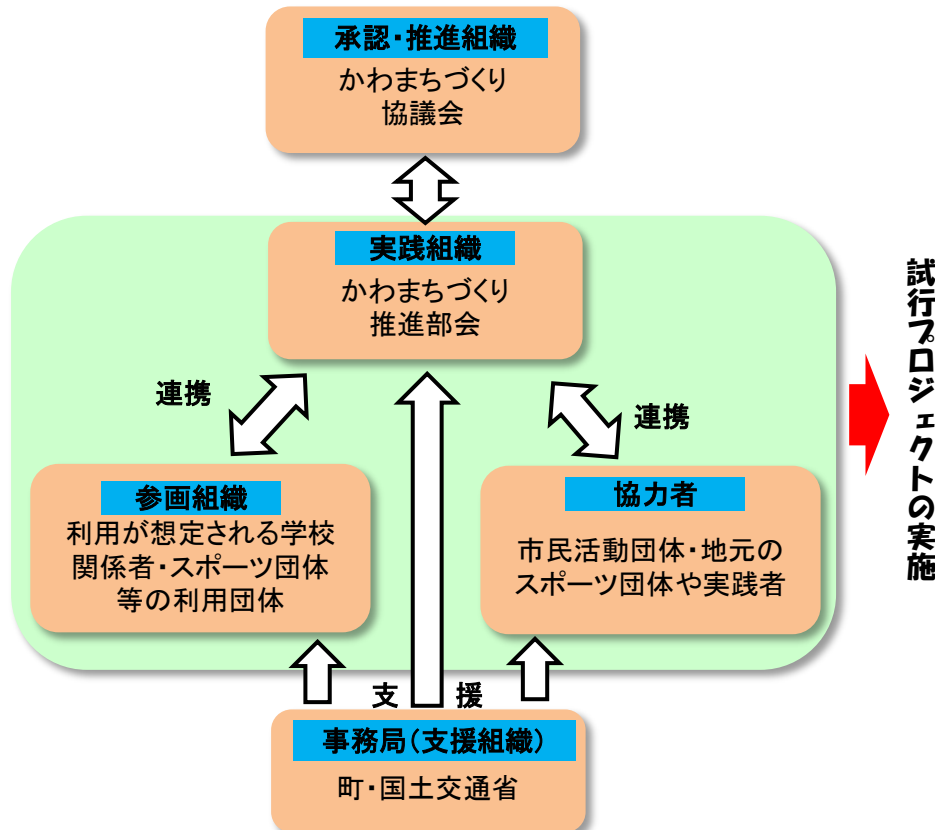 承認・推進組織
かわまちづくり
協議会
実践組織
かわまちづくり
推進部会
連携
連携
参画組織
利用が想定される学校
関係者・スポーツ団体
等の利用団体
協力者
市民活動団体・地元の
スポーツ団体や実践者
支 援
事務局(支援組織)
町・国土交通省
試行プロジェクトの実施